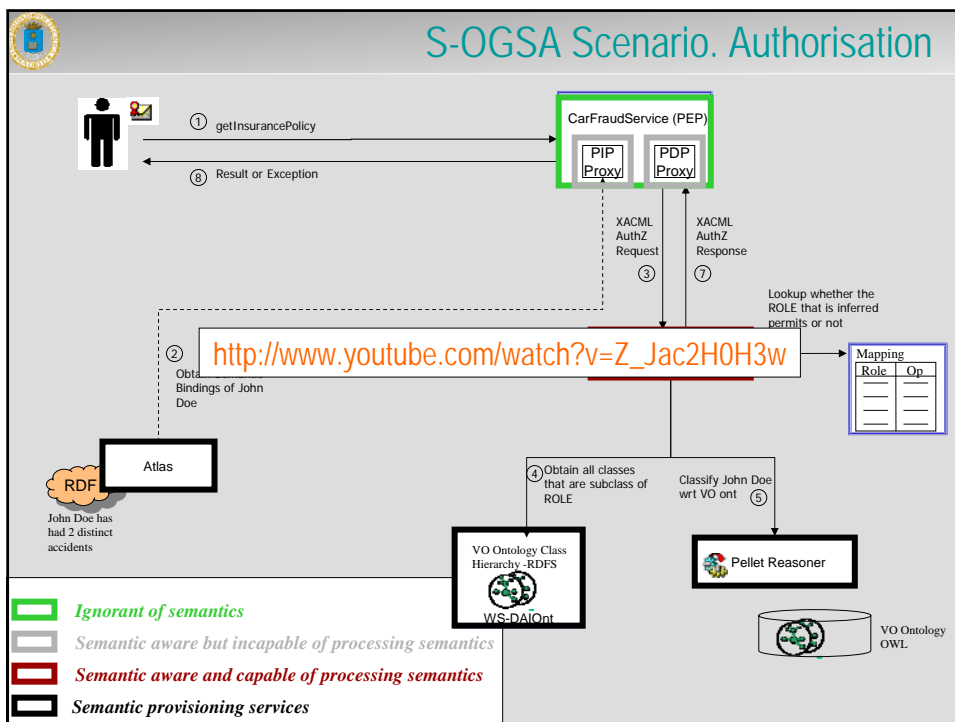 S-OGSA Scenario. Authorisation
1 getInsurancePolicy
8 Result or Exception
CarFraudService (PEP)
PIP
Proxy
PDP
Proxy
XACML
AuthZ
Request
3
XACML
AuthZ
Response
7
Lookup whether the
ROLE that is inferred
permits or not
2
Bindings of John
Doe
http://www.youtube.com/watch?v=Z_Jac2H0H3w
Mapping
Role Op
Atlas
RDF
John Doe has
had 2 distinct
accidents
4 Obtain all classes
that are subclass of
ROLE
Classify John Doe
wrt VO ont 5
VO Ontology Class
Hierarchy -RDFS
WS-DAIOnt
Pellet Reasoner
VO Ontology
OWL
Ignorant of semantics
Semantic aware but incapable of processing semantics
Semantic aware and capable of processing semantics
Semantic provisioning services